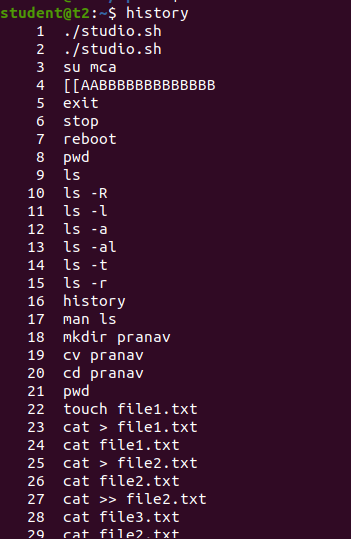 student@t2:~$ history
1 ./studio.sh
2 ./studio.sh
3 su mca
4 [[AABBBBBBBBBBBBB
5 exit
6 stop
7 reboot
8 pwd
9 ls
10 ls -R
11 ls -l
12 ls -a
13 ls -al
14 ls -t
15 ls -r
16 history
17 man ls
18 mkdir pranav
19 cv pranav
20 cd pranav
21 pwd
22 touch file1.txt
23 cat > file1.txt
24 cat file1.txt
25 cat > file2.txt
26 cat file2.txt
27 cat >> file2.txt
28 cat file3.txt
29 cat file2.txt